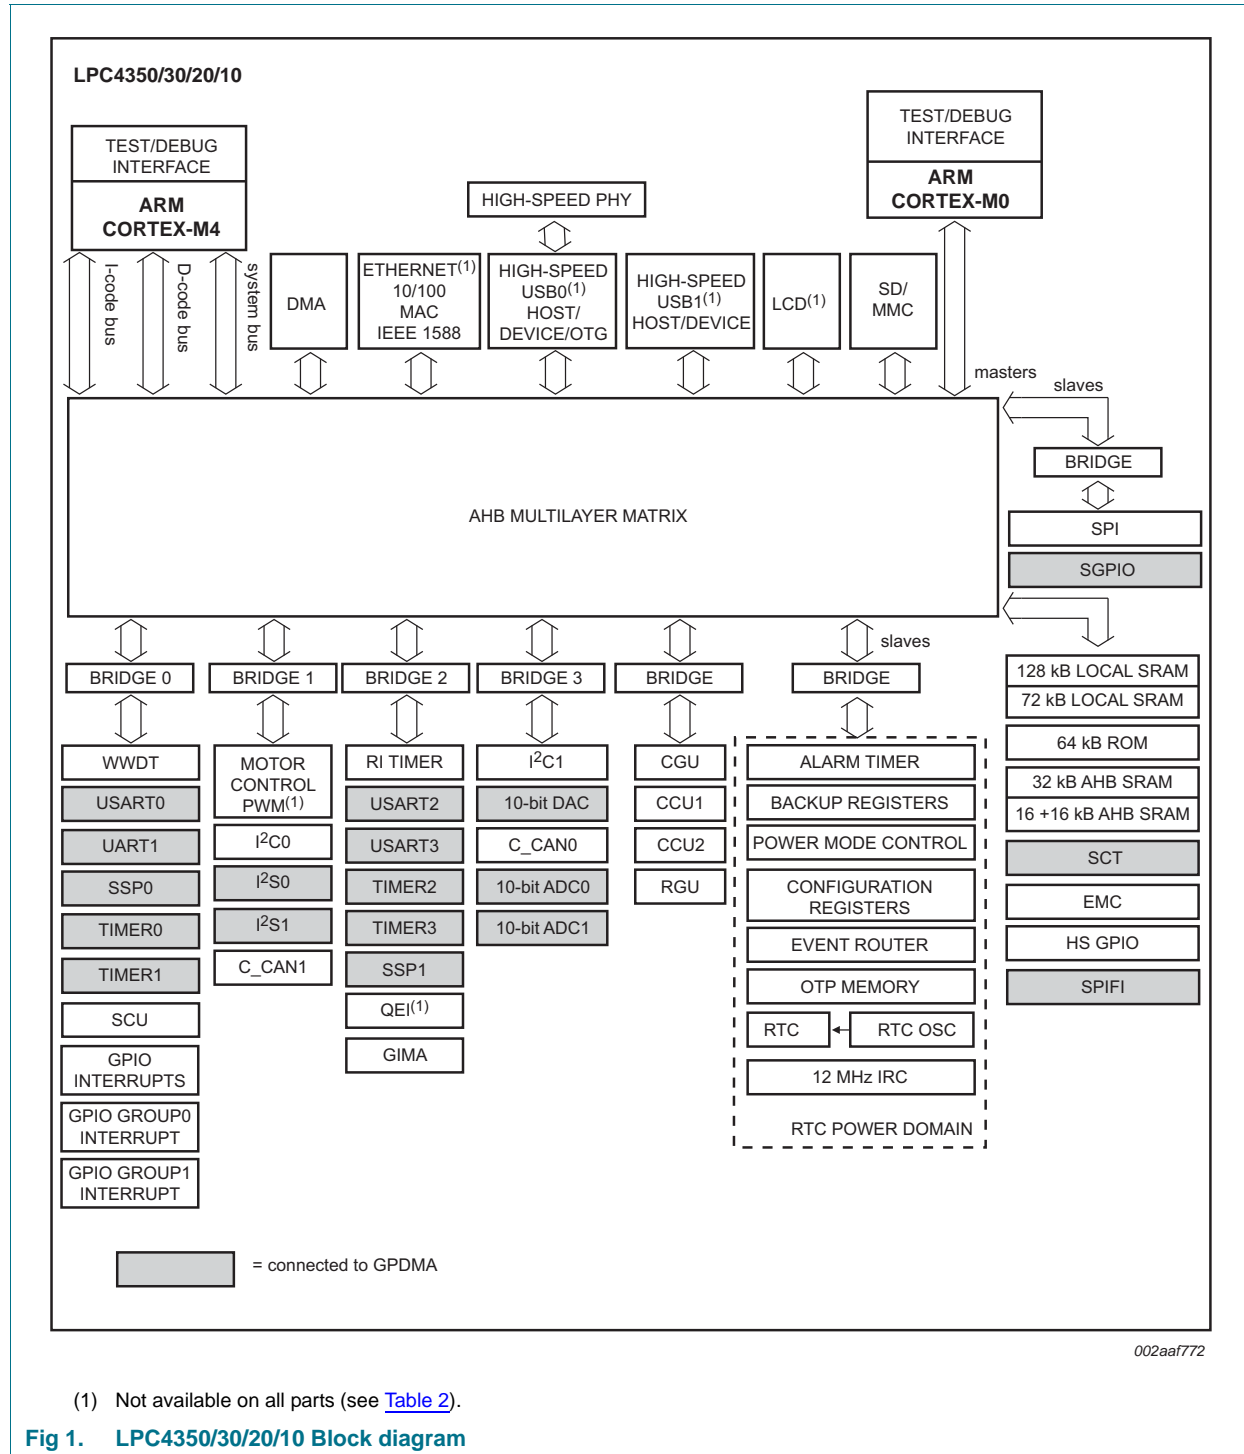 LPC4350/30/20/10
TEST/DEBUG
INTERFACE
ARM
CORTEX-M4
TEST/DEBUG
INTERFACE
ARM
CORTEX-M0
HIGH-SPEED PHY
I-code bus
D-code bus
system bus
DMA
ETHERNET(1)
10/100
MAC
IEEE 1588
HIGH-SPEED
USB0(1)
HOST/
DEVICE/OTG
HIGH-SPEED
USB1(1)
HOST/DEVICE
LCD(1)
SD/
MMC
masters
slaves
BRIDGE
SPI
SGPIO
AHB MULTILAYER MATRIX
slaves
BRIDGE 0
BRIDGE 1
BRIDGE 2
BRIDGE 3
BRIDGE
BRIDGE
WWDT
USART0
UART1
SSP0
TIMER0
TIMER1
SCU
GPIO
INTERRUPTS
GPIO GROUP0
INTERRUPT
GPIO GROUP1
INTERRUPT
MOTOR
CONTROL
PWM(1)
I2C0
I2S0
I2S1
C_CAN1
RI TIMER
USART2
USART3
TIMER2
TIMER3
SSP1
QEI(1)
GIMA
I2C1
10-bit DAC
C_CAN0
10-bit ADC0
10-bit ADC1
CGU
CCU1
CCU2
RGU
ALARM TIMER
BACKUP REGISTERS
POWER MODE CONTROL
CONFIGURATION
REGISTERS
EVENT ROUTER
OTP MEMORY
RTC
RTC OSC
12 MHz IRC
RTC POWER DOMAIN
128 kB LOCAL SRAM
72 kB LOCAL SRAM
64 kB ROM
32 kB AHB SRAM
16 +16 kB AHB SRAM
SCT
EMC
HS GPIO
SPIFI
= connected to GPDMA
002aaf772
(1) Not available on all parts (see Table 2).
Fig 1. LPC4350/30/20/10 Block diagram